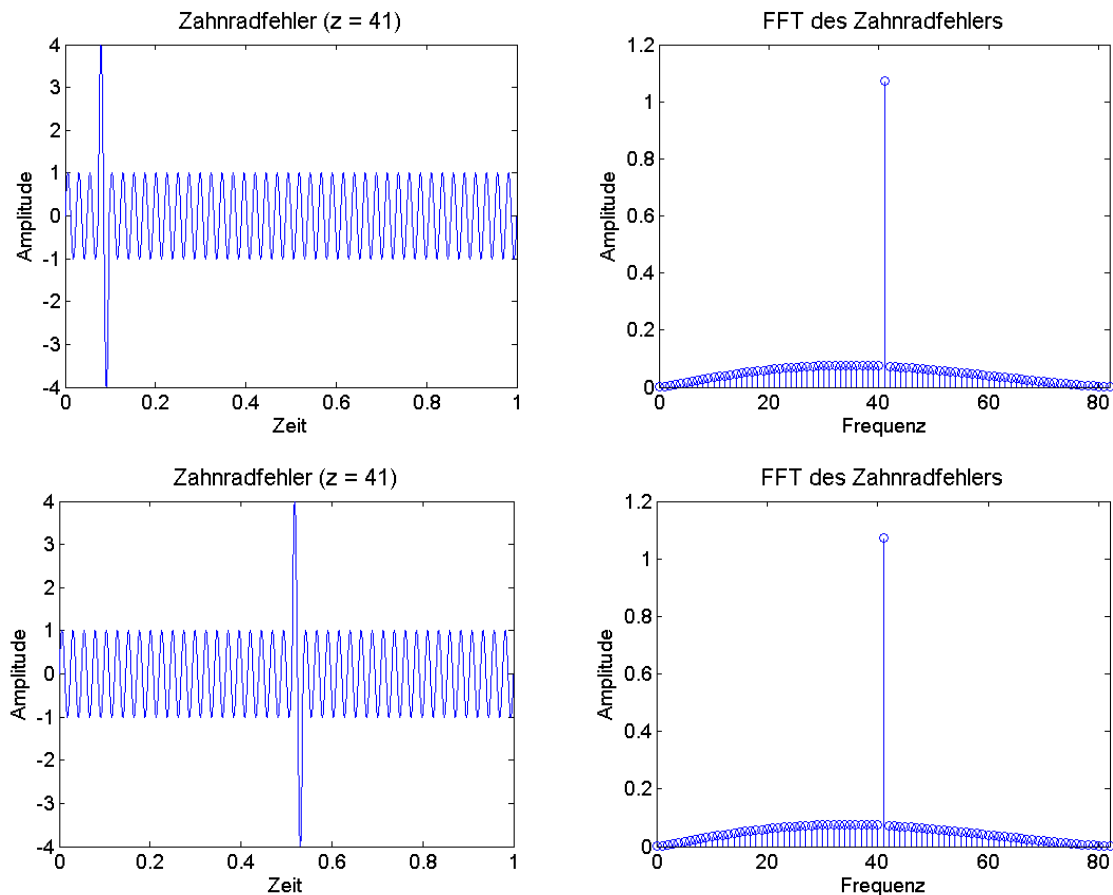 Zahnradfehler (z = 41)
Amplitude
4
3
2
1
0
-1
-2
-3
-4
0 0.2 0.4 0.6 0.8 1
Zeit
FFT des Zahnradfehlers
Amplitude
1.2
1
0.8
0.6
0.4
0.2
0
0 20 40 60 80
Frequenz
Zahnradfehler (z = 41)
Amplitude
4
3
2
1
0
-1
-2
-3
-4
0 0.2 0.4 0.6 0.8 1
Zeit
FFT des Zahnradfehlers
Amplitude
1.2
1
0.8
0.6
0.4
0.2
0
0 20 40 60 80
Frequenz